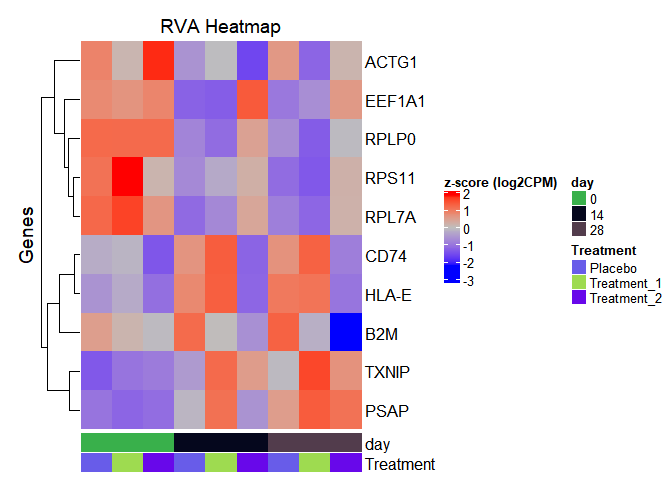 RVA Heatmap
Genes
ACTG1
EEF1A1
RPLP0
RPS11
RPL7A
CD74
HLA-E
B2M
TXNIP
PSAP
day
Treatment
z-score (log2CPM)
2
1
0
-1
-2
-3
day
0
14
28
Treatment
Placebo
Treatment_1
Treatment_2